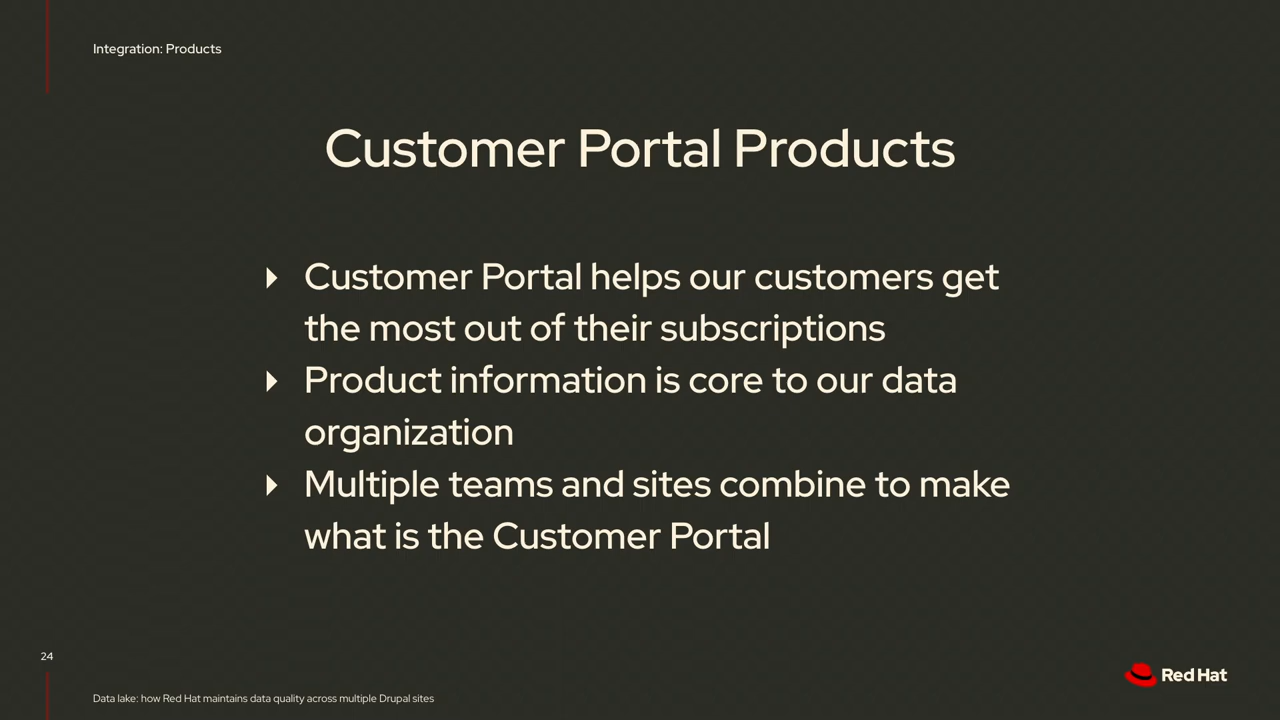 Integration: Products
Customer Portal Products
Customer Portal helps our customers get
the most out of their subscriptions
Product information is core to our data
organization
Multiple teams and sites combine to make
what is the Customer Portal
24
Red Hat
Data lake: how Red Hat maintains data quality across multiple Drupal sites